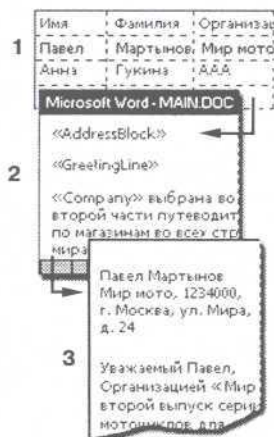 1
Имя Фамилия Организац
Павел Мартынов Мир мото
Анна Гукина ААА
Microsoft Word - MAIN.DOC
2
«AddressBlock»
«GreetingLine»
«Company» выбрана во
второй части путеводит
по магазинам во всех стр
мира
3
Павел Мартынов
Мир мото, 1234000,
г. Москва, ул. Мира,
д. 24
Уважаемый Павел,
Организацией «Мир
второй выпуск сери
мотоциклов для